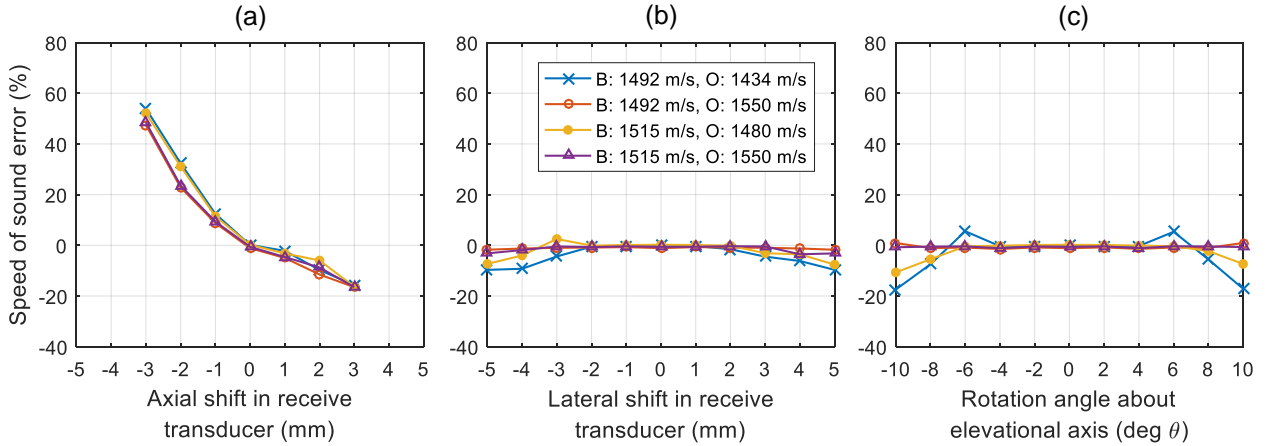 (a)
(b)
(c)
Speed of sound error (%)
80
60
40
20
0
-20
-40
-5 -4 -3 -2 -1 0 1 2 3 4 5
Axial shift in receive
transducer (mm)
80
60
40
20
0
-20
-40
B: 1492 m/s, O: 1434 m/s
B: 1492 m/s, O: 1550 m/s
B: 1515 m/s, O: 1480 m/s
B: 1515 m/s, O: 1550 m/s
-5 -4 -3 -2 -1 0 1 2 3 4 5
Lateral shift in receive
transducer (mm)
80
60
40
20
0
-20
-40
-10 -8 -6 -4 -2 0 2 4 6 8 10
Rotation angle about
elevational axis (deg θ)